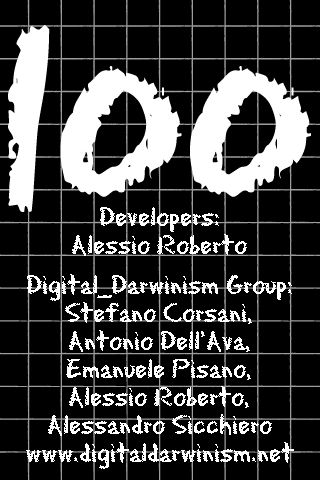 100
Developers:
Alessio Roberto
Digital_Darwinism Group:
Stefano Corsani,
Antonio Dell'Ava,
Emanuele Pisano,
Alessio Roberto,
Alessandro Sicchiero
www.digitaldarwinism.net